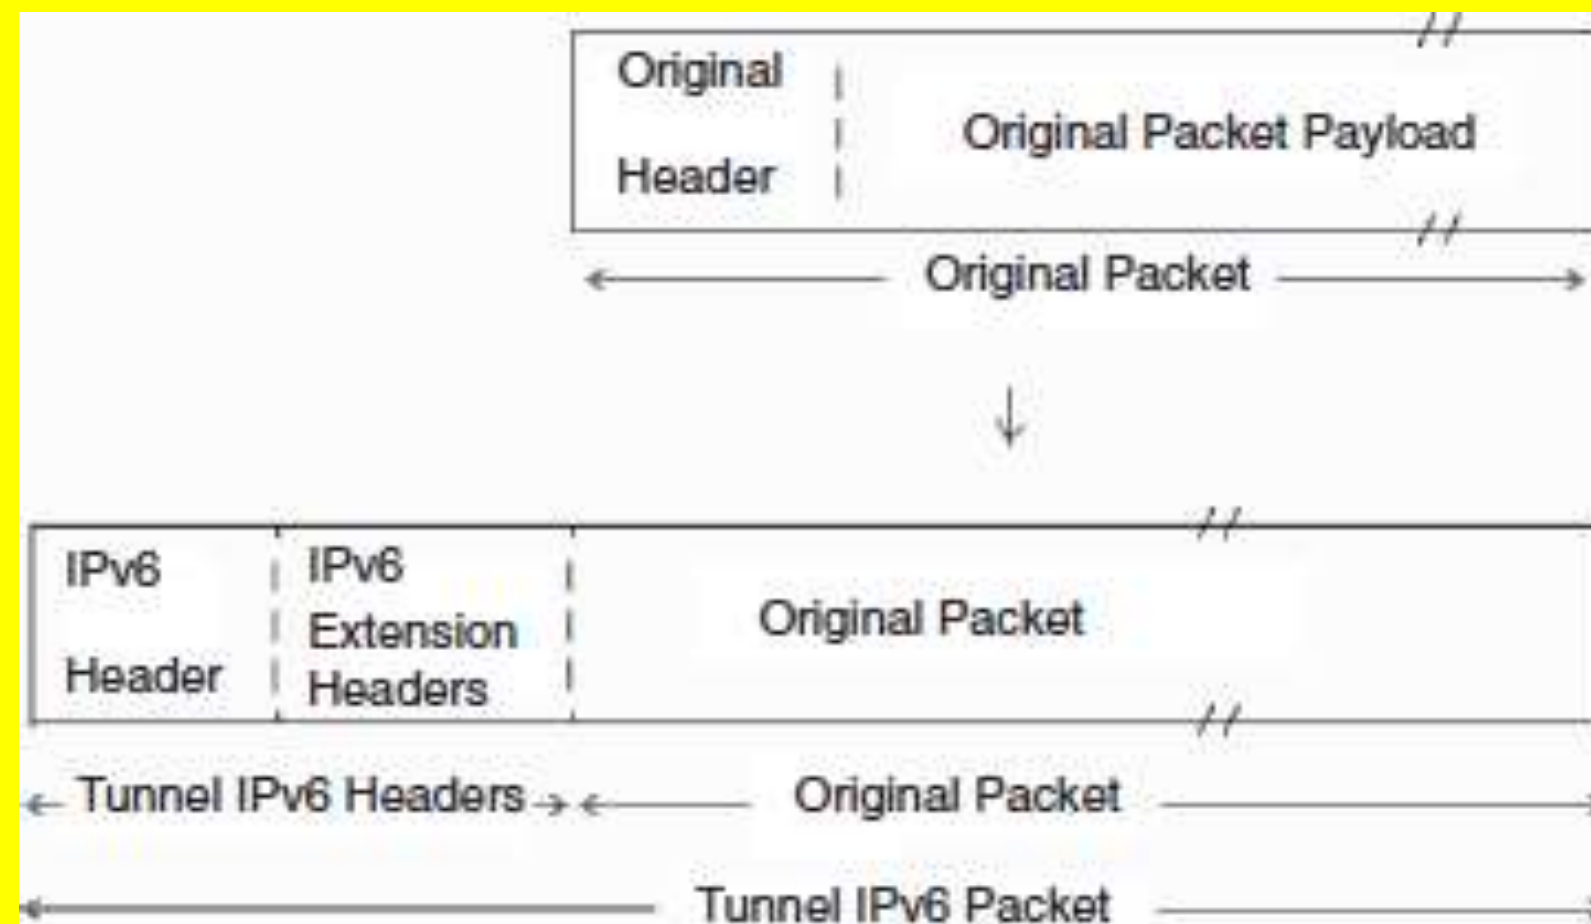 Original
Header
Original Packet Payload
Original Packet
IPv6
Header
IPv6
Extension
Headers
Original Packet
Tunnel IPv6 Headers
Original Packet
Tunnel IPv6 Packet